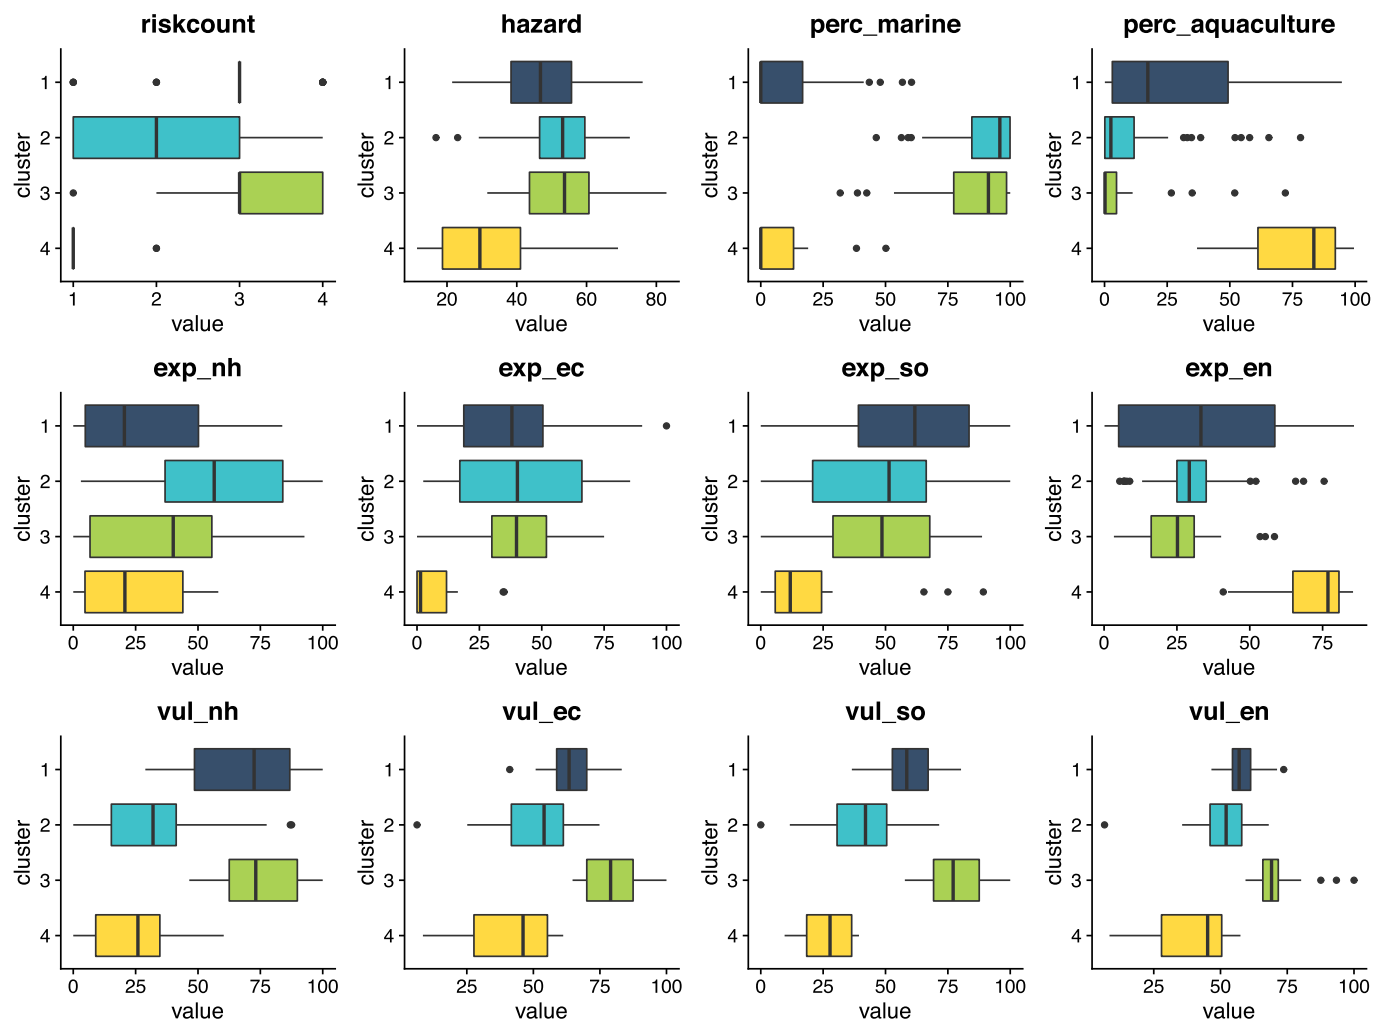 riskcount hazard perc_marine perc_aquaculture
cluster 1 2 3 4 cluster 1 2 3 4 cluster 1 2 3 4 cluster 1 2 3 4
1 2 3 4 20 40 60 80 0 25 50 75 100 0 25 50 75 100
value value value value
exp_nh exp_ec exp_so exp_en
cluster 1 2 3 4 cluster 1 2 3 4 cluster 1 2 3 4 cluster 1 2 3 4
0 25 50 75 100 0 25 50 75 100 0 25 50 75 100 0 25 50 75
value value value value
vul_nh vul_ec vul_so vul_en
cluster 1 2 3 4 cluster 1 2 3 4 cluster 1 2 3 4 cluster 1 2 3 4
0 25 50 75 100 25 50 75 100 0 25 50 75 100 25 50 75 100
value value value value